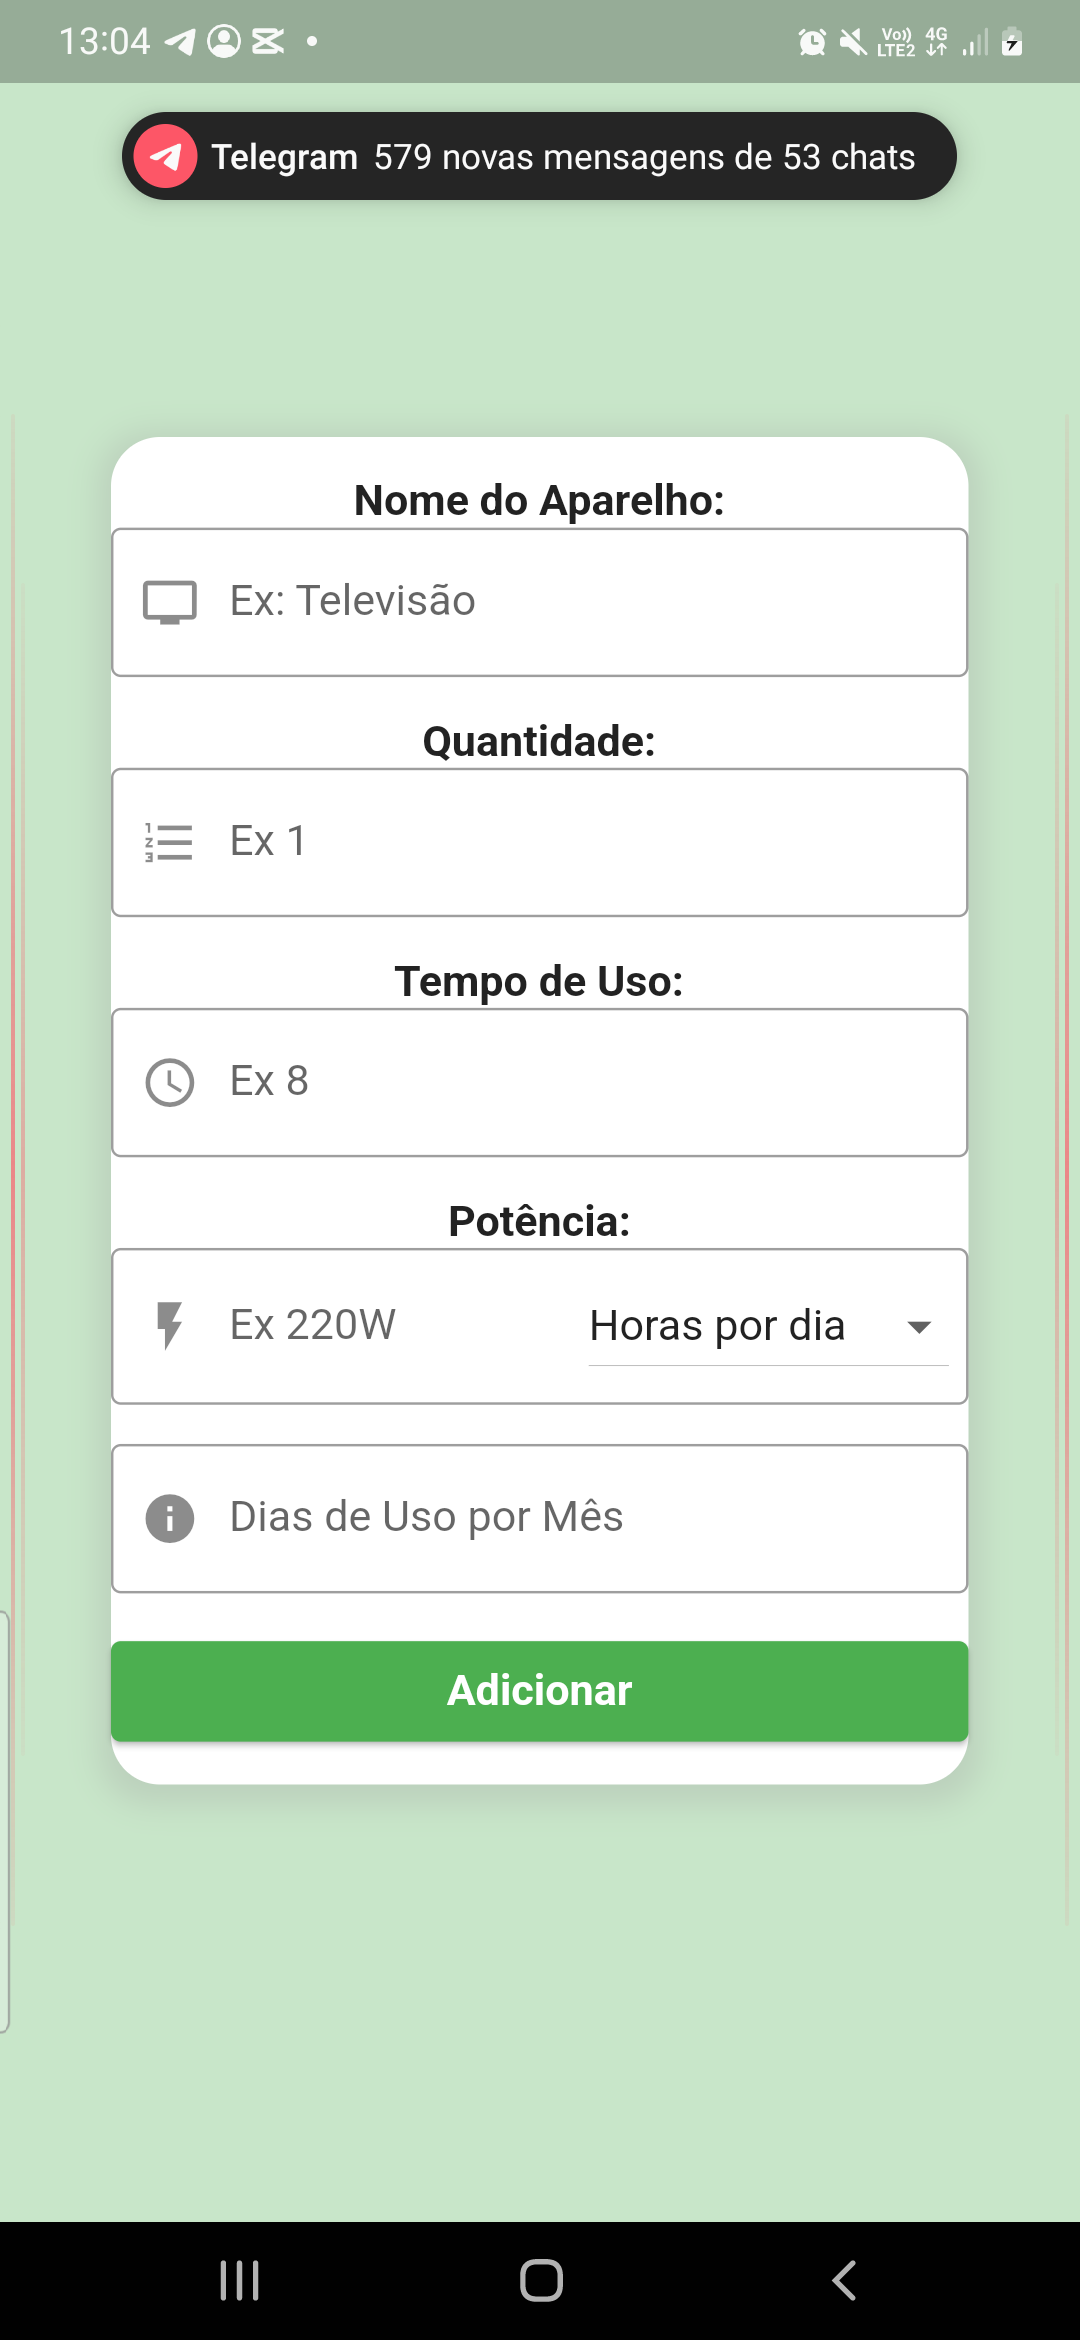 13:04
Vo)) LTE2 4G
Telegram 579 novas mensagens de 53 chats
Nome do Aparelho:
Ex: Televisão
Quantidade:
Ex 1
Tempo de Uso:
Ex 8
Potência:
Ex 220W Horas por dia
Dias de Uso por Mês
Adicionar